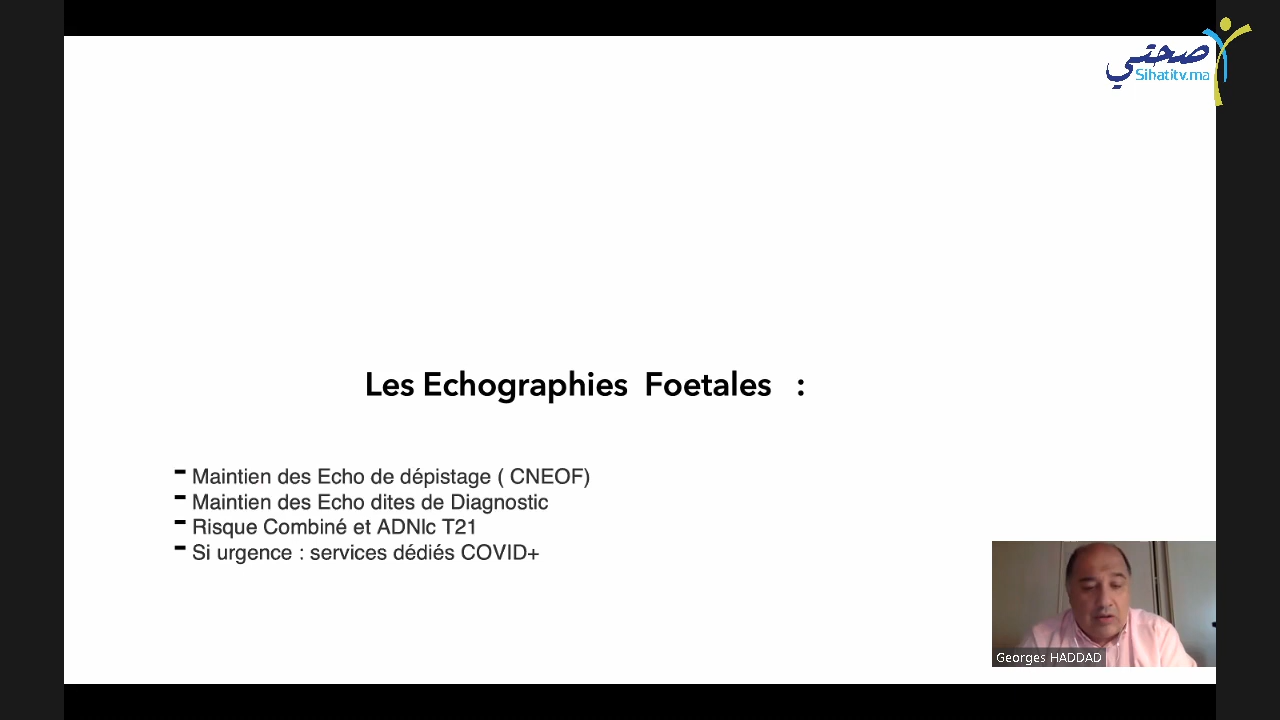 صحتي
Sihatitv.ma
Les Echographies Foetales :
- Maintien des Echo de dépistage ( CNEOF)
- Maintien des Echo dites de Diagnostic
- Risque Combiné et ADNlc T21
- Si urgence : services dédiés COVID+
Georges HADDAD